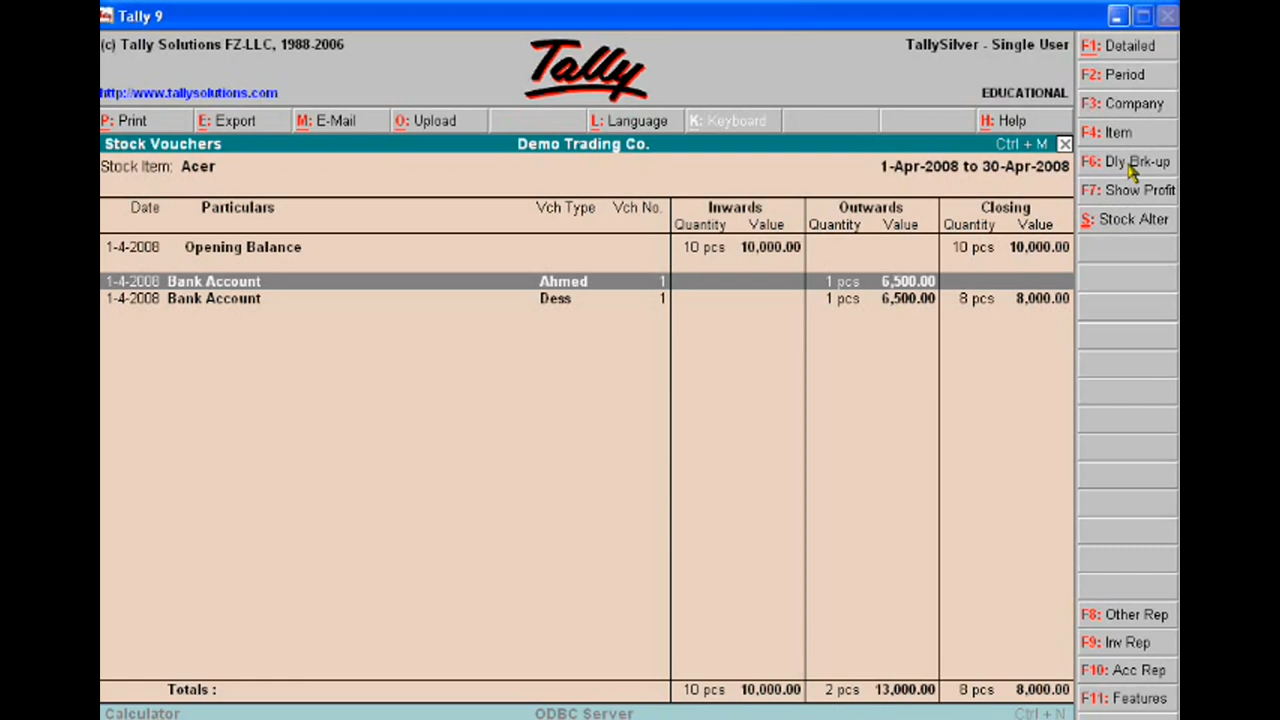 Tally 9
(c) Tally Solutions FZ-LLC, 1988-2006
Tally
TallySilver - Single User
http://www.tallysolutions.com
EDUCATIONAL
P: Print E: Export M: E-Mail O: Upload L: Language K: Keyboard H: Help
Stock Vouchers Demo Trading Co. Ctrl + M
Stock Item: Acer 1-Apr-2008 to 30-Apr-2008
Date Particulars Vch Type Vch No. Inwards Outwards Closing
Quantity Value Quantity Value Quantity Value
1-4-2008 Opening Balance 10 pcs 10,000.00 10 pcs 10,000.00
1-4-2008 Bank Account Ahmed 1 1 pcs 6,500.00
1-4-2008 Bank Account Dess 1 1 pcs 6,500.00 8 pcs 8,000.00
Totals : 10 pcs 10,000.00 2 pcs 13,000.00 8 pcs 8,000.00
Calculator ODBC Server Ctrl + N
F1: Detailed
F2: Period
F3: Company
F4: Item
F6: Dly Brk-up
F7: Show Profit
S: Stock Alter
F8: Other Rep
F9: Inv Rep
F10: Acc Rep
F11: Features